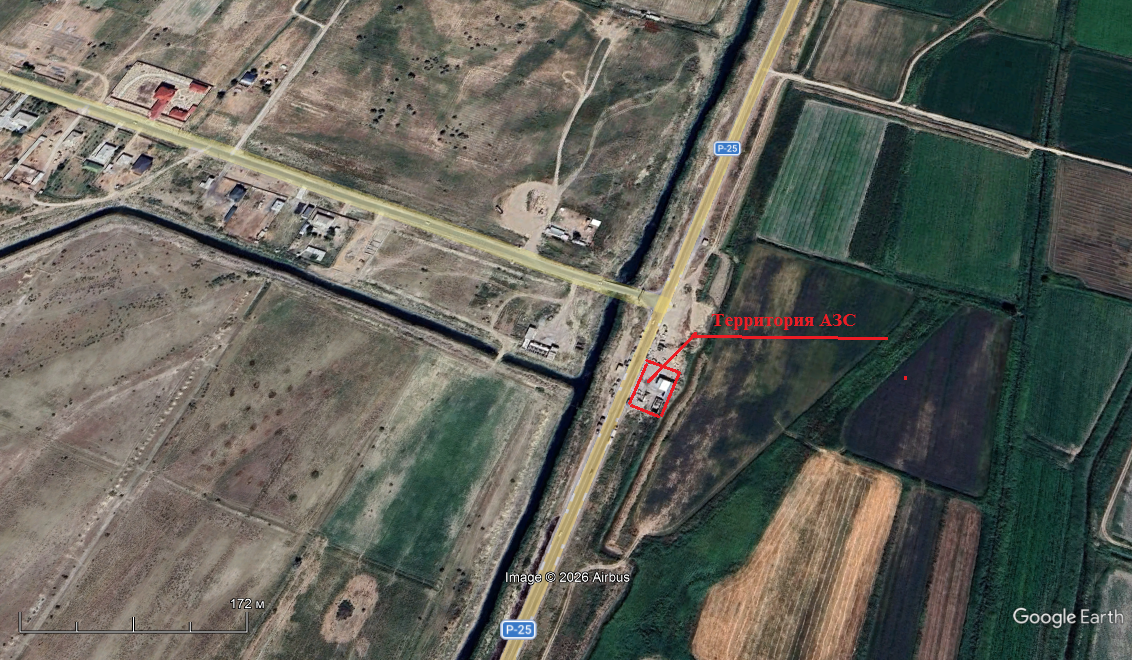 P-25
Территория АЗС
Image © 2026 Airbus
172 м
Google Earth
P-25